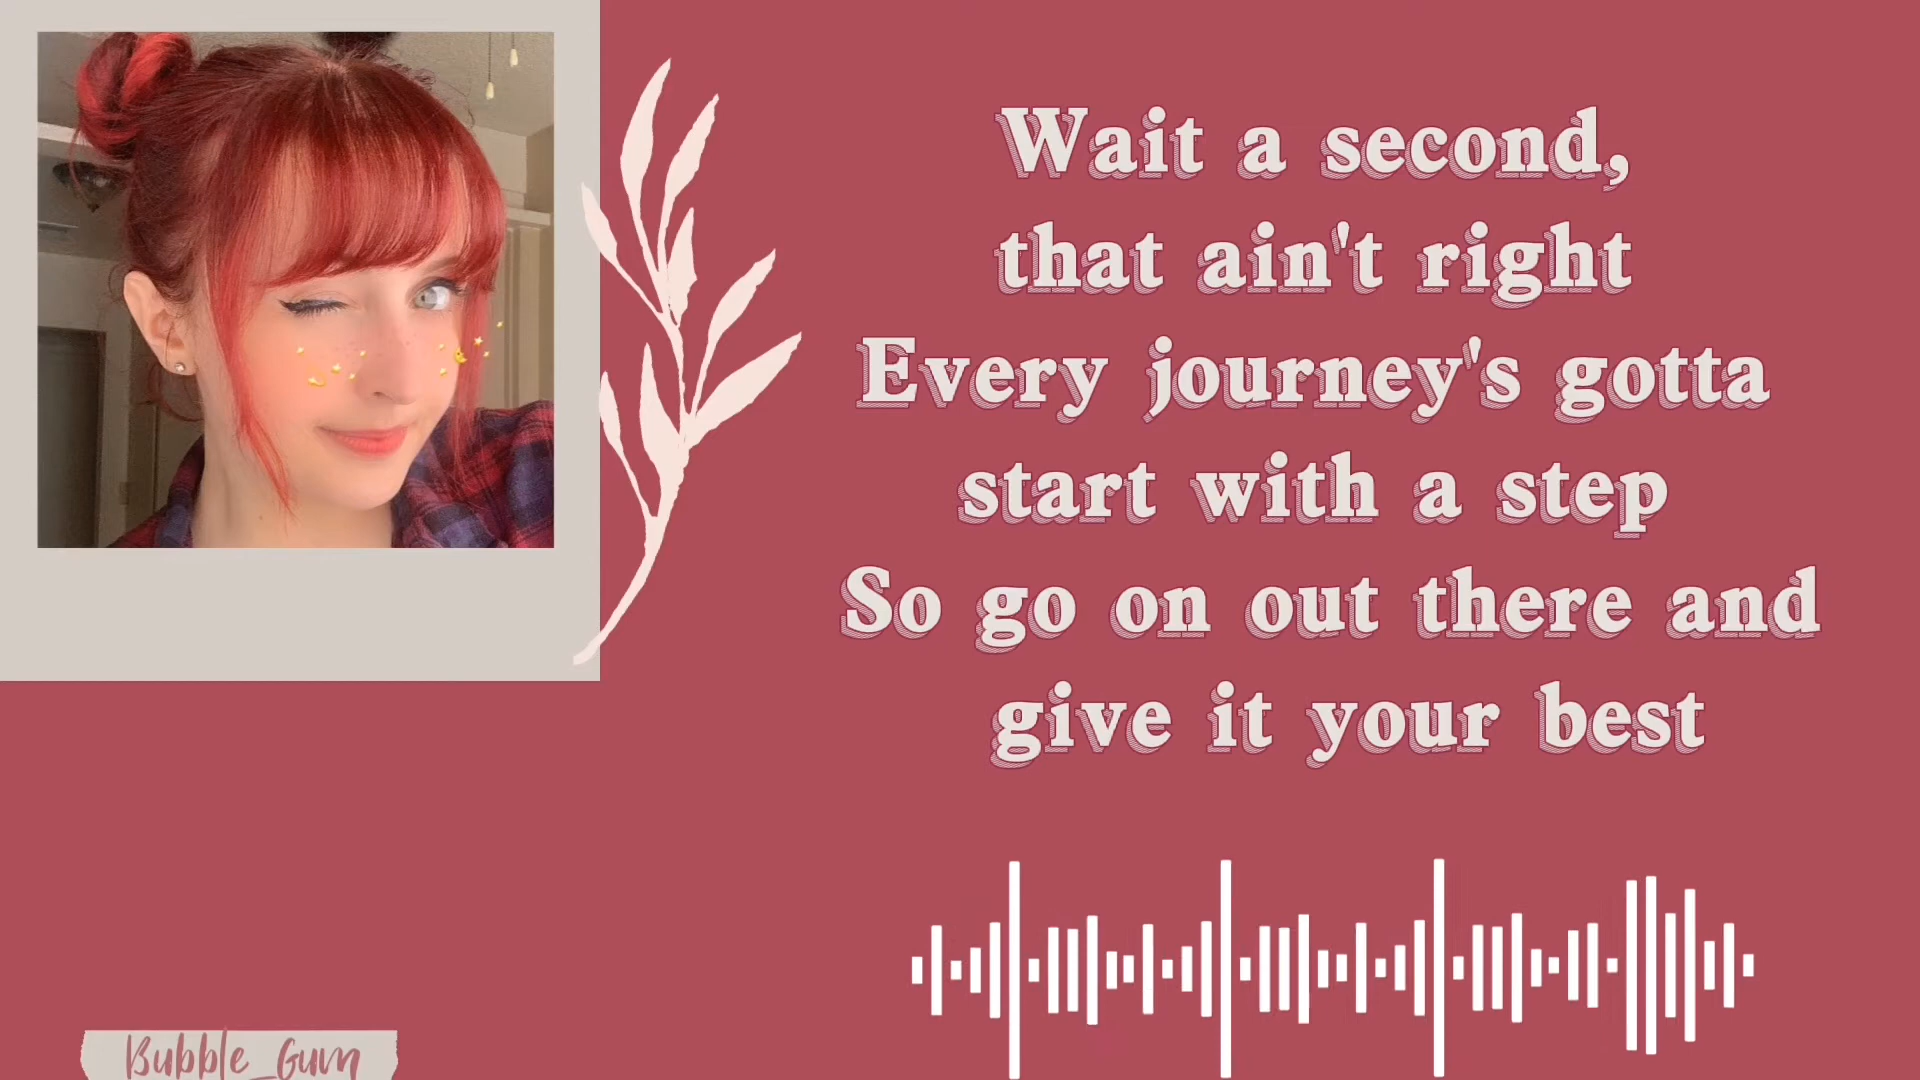 Wait a second,
that ain't right
Every journey's gotta
start with a step
So go on out there and
give it your best
Bubble_Gum